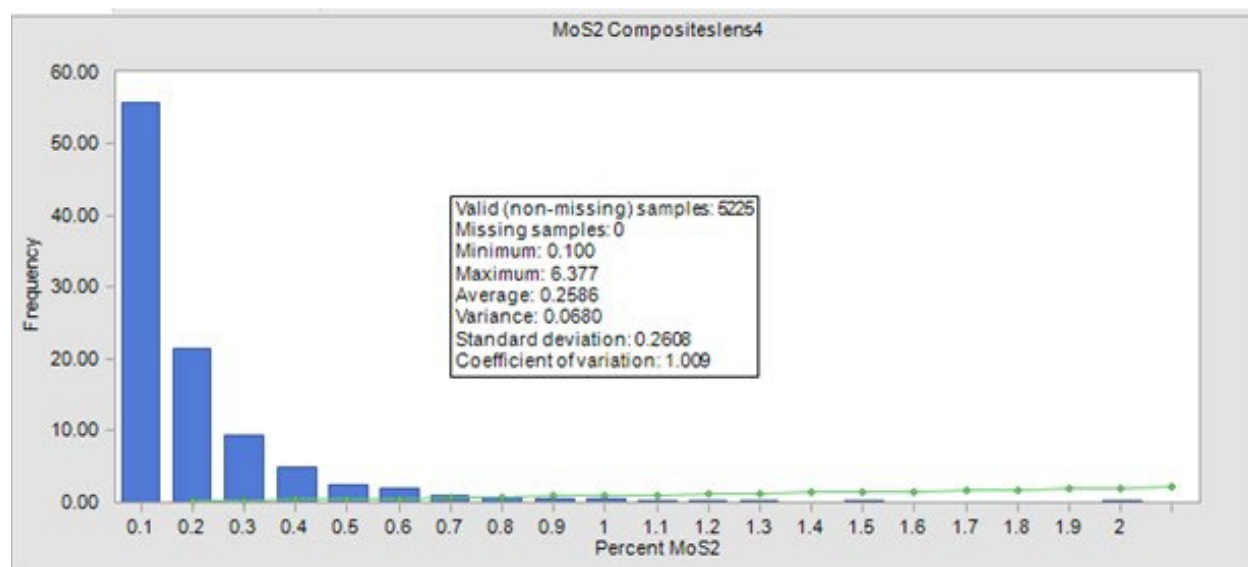 MoS2 Compositeslens4
60.00
50.00
40.00
30.00
20.00
10.00
0.00
Frequency
Valid (non-missing) samples: 5225
Missing samples: 0
Minimum: 0.100
Maximum: 6.377
Average: 0.2586
Variance: 0.0680
Standard deviation: 0.2608
Coefficient of variation: 1.009
0.1 0.2 0.3 0.4 0.5 0.6 0.7 0.8 0.9 1 1.1 1.2 1.3 1.4 1.5 1.6 1.7 1.8 1.9 2
Percent MoS2